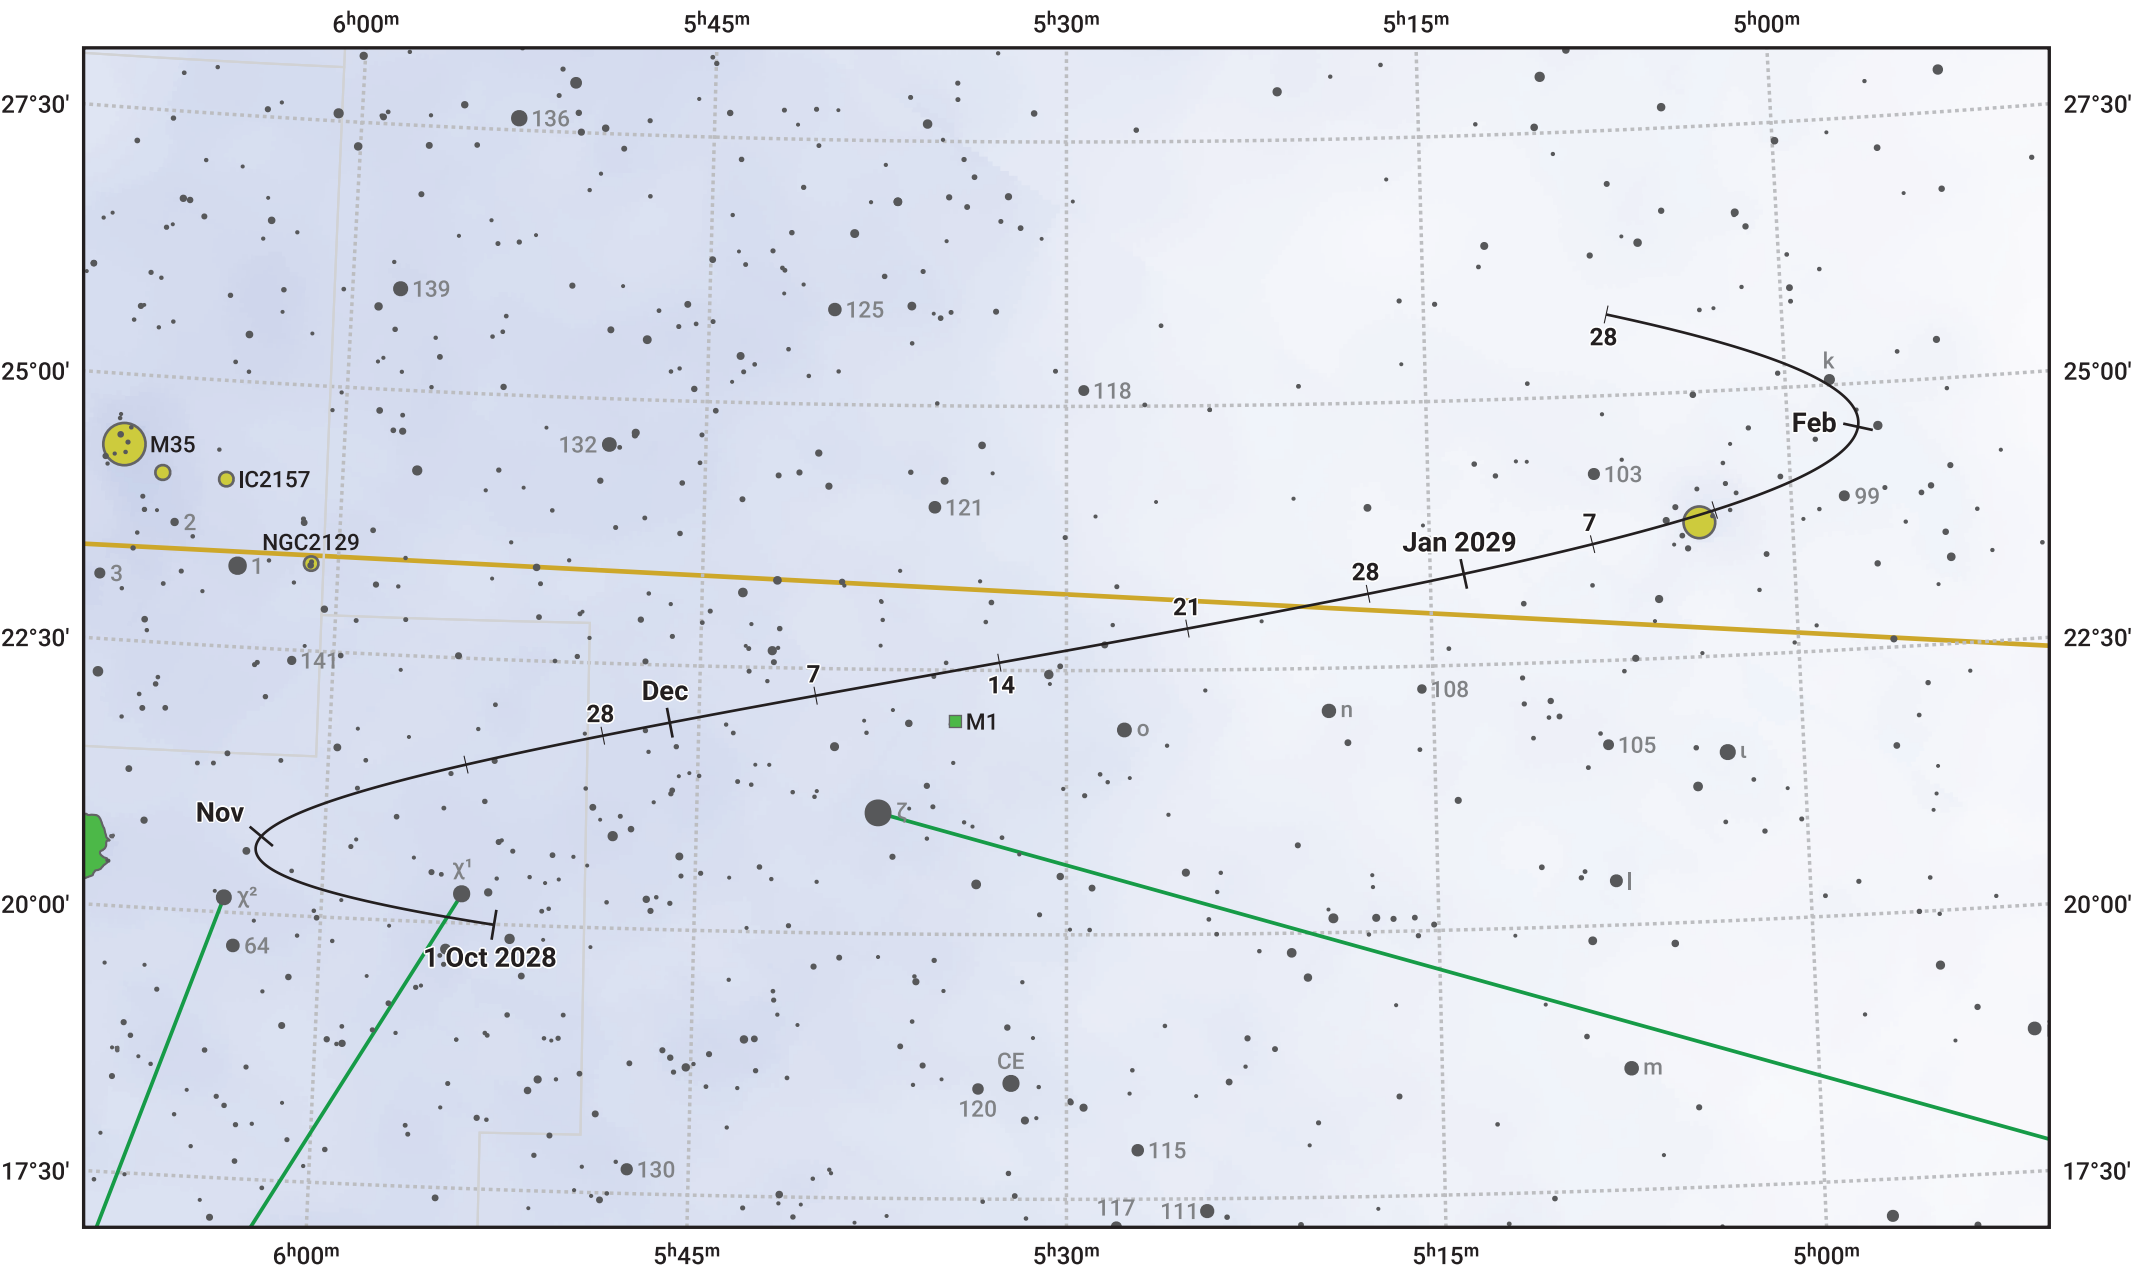 6h00m 5h45m 5h30m 5h15m 5h00m
27°30' 27°30'
136
139
125
28
25°00' k 25°00'
118
Feb
M35 132
IC2157 103
99
2 121
7
NGC2129 Jan 2029
3 1 28
21
22°30' 22°30'
141
7 14
Dec 108
28
n
M1 o
105 ι
Nov ζ
χ¹
l
χ² 20°00'
20°00'
64
1 Oct 2028
CE
m
120
115
17°30' 130 17°30'
117 111
6h00m 5h45m 5h30m 5h15m 5h00m